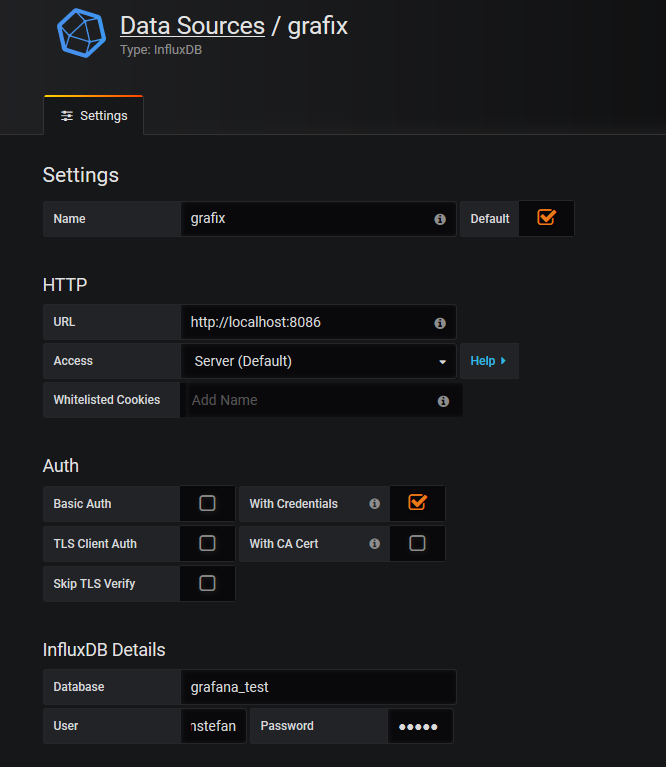 Data Sources / grafix
Type: InfluxDB
Settings
Settings
Name grafix Default
HTTP
URL http://localhost:8086
Access Server (Default) Help
Whitelisted Cookies Add Name
Auth
Basic Auth With Credentials
TLS Client Auth With CA Cert
Skip TLS Verify
InfluxDB Details
Database grafana_test
User nstefan Password •••••